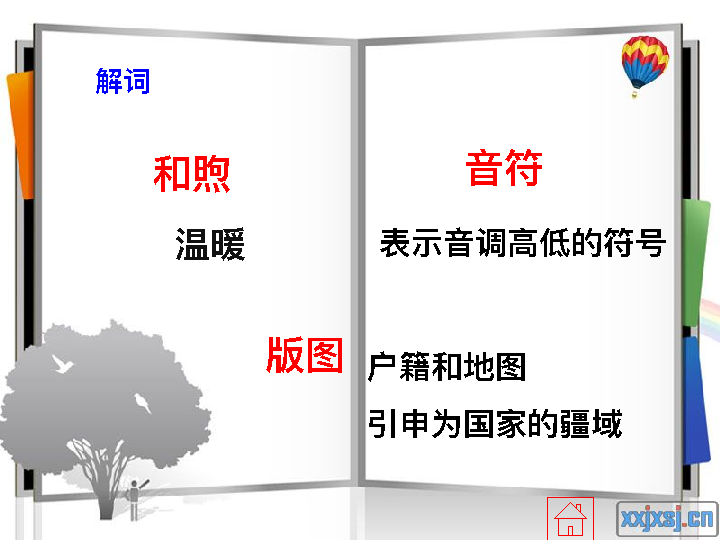 解词
和煦
温暖
音符
表示音调高低的符号
版图
户籍和地图
引申为国家的疆域
xxjxsj.cn